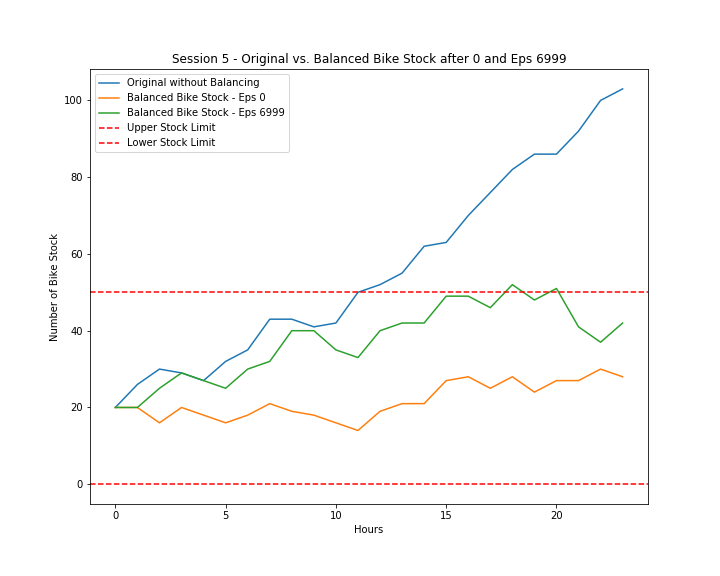 Session 5 - Original vs. Balanced Bike Stock after 0 and Eps 6999
Original without Balancing
Balanced Bike Stock - Eps 0
Balanced Bike Stock - Eps 6999
Upper Stock Limit
Lower Stock Limit
Number of Bike Stock
100
80
60
40
20
0
0 5 10 15 20
Hours